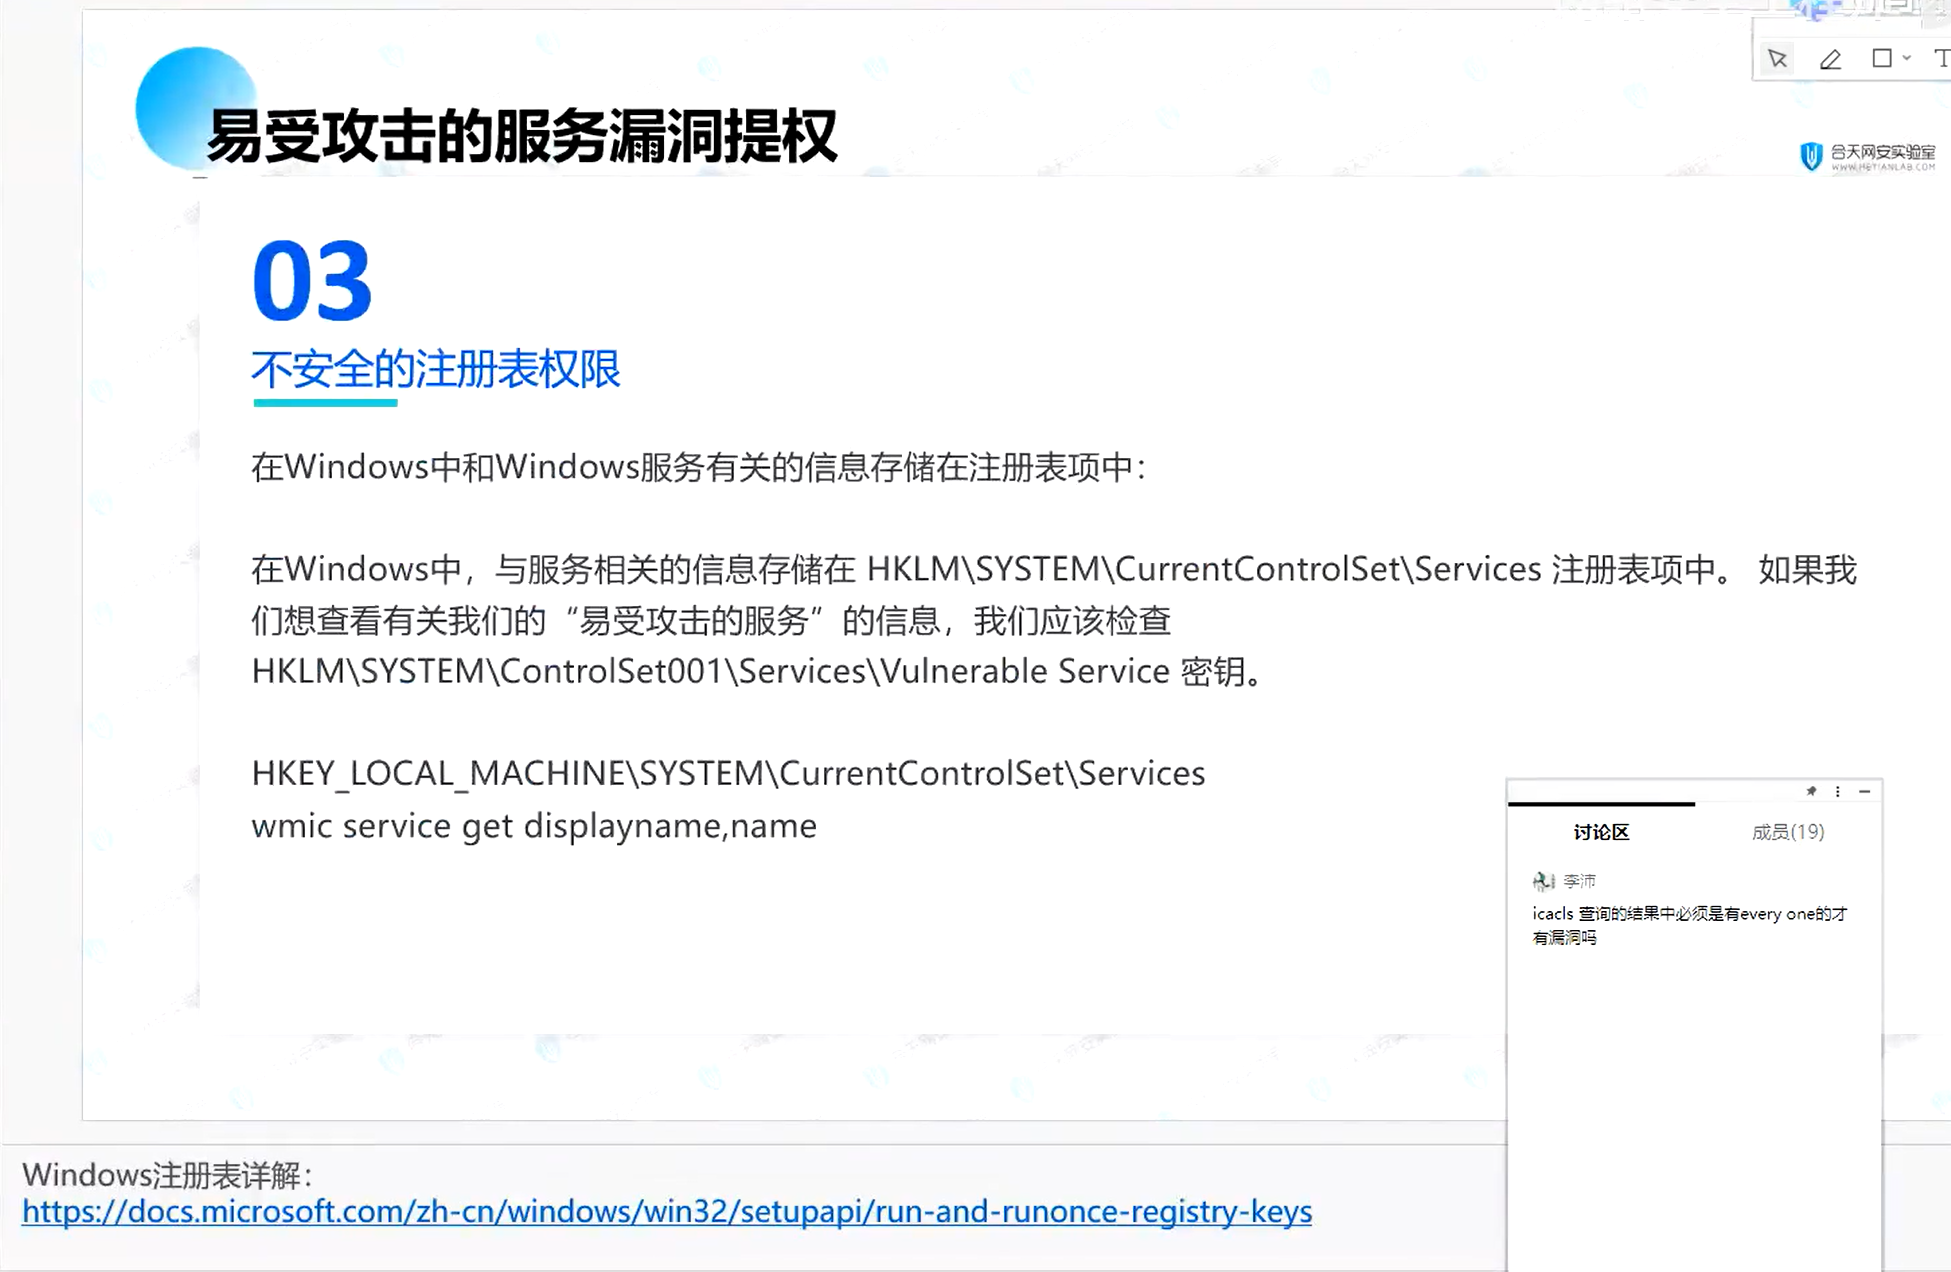 易受攻击的服务漏洞提权
合天网安实验室
WWW.HETIANLAB.COM
03
不安全的注册表权限
在Windows中和Windows服务有关的信息存储在注册表项中：
在Windows中，与服务相关的信息存储在 HKLM\SYSTEM\CurrentControlSet\Services 注册表项中。 如果我
们想查看有关我们的“易受攻击的服务”的信息，我们应该检查
HKLM\SYSTEM\ControlSet001\Services\Vulnerable Service 密钥。
HKEY_LOCAL_MACHINE\SYSTEM\CurrentControlSet\Services
wmic service get displayname,name
讨论区
成员(19)
李沛
icacls 查询的结果中必须是有every one的才
有漏洞吗
Windows注册表详解：
https://docs.microsoft.com/zh-cn/windows/win32/setupapi/run-and-runonce-registry-keys